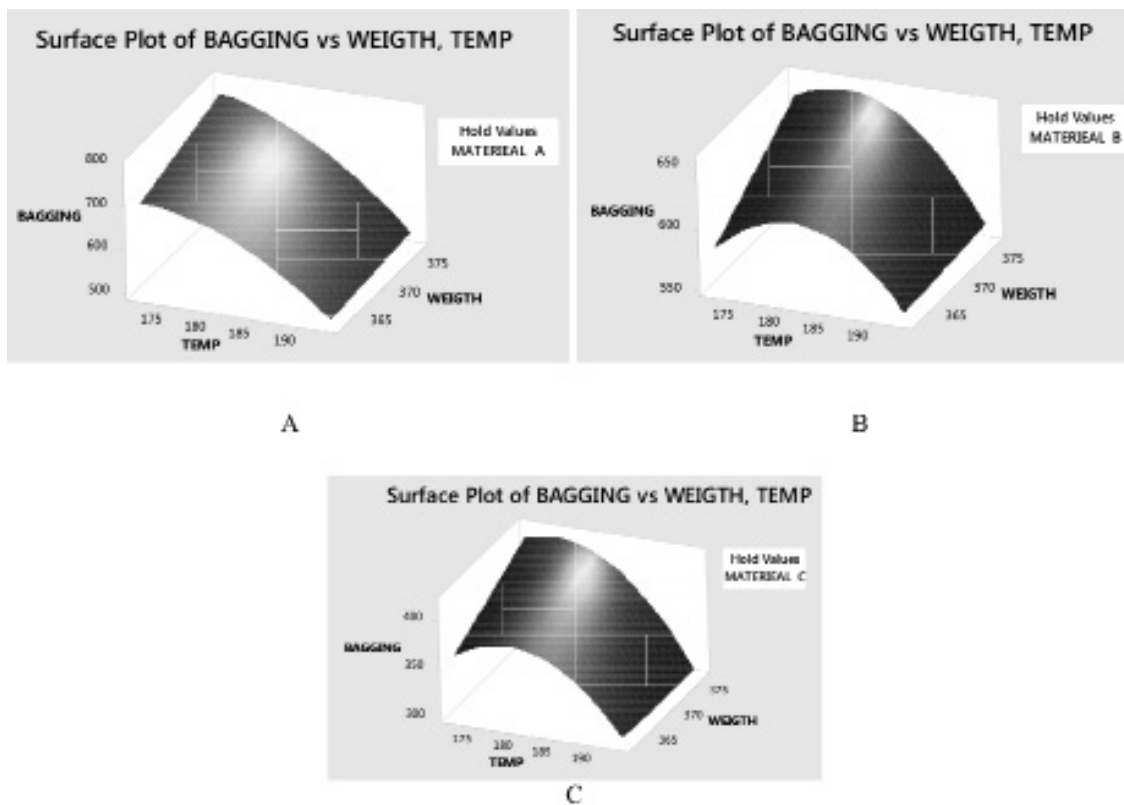 Surface Plot of BAGGING vs WEIGTH, TEMP
Hold Values
MATERIEAL A
800
700
BAGGING
600
500
175
180
185
190
TEMP
365
370
375
WEIGTH
A
Surface Plot of BAGGING vs WEIGTH, TEMP
Hold Values
MATERIEAL B
650
BAGGING
600
550
175
180
185
190
TEMP
365
370
375
WEIGTH
B
Surface Plot of BAGGING vs WEIGTH, TEMP
Hold Values
MATERIEAL C
400
BAGGING
350
300
175
180
185
190
TEMP
365
370
375
WEIGTH
C